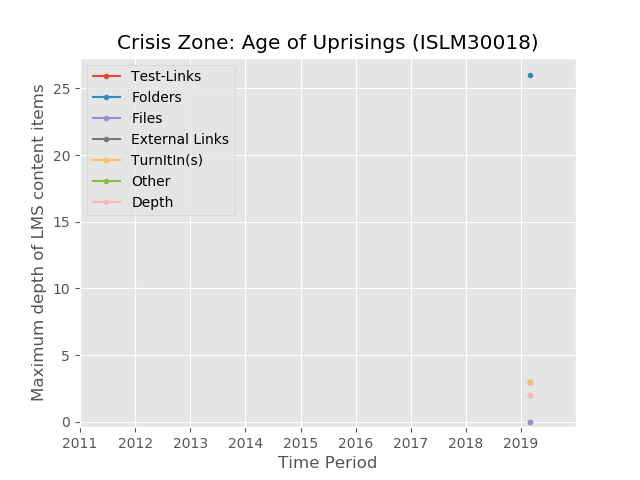 Crisis Zone: Age of Uprisings (ISLM30018)
Test-Links
Folders
Files
External Links
TurnItIn(s)
Other
Depth
Maximum depth of LMS content items
25
20
15
10
5
0
2011 2012 2013 2014 2015 2016 2017 2018 2019
Time Period